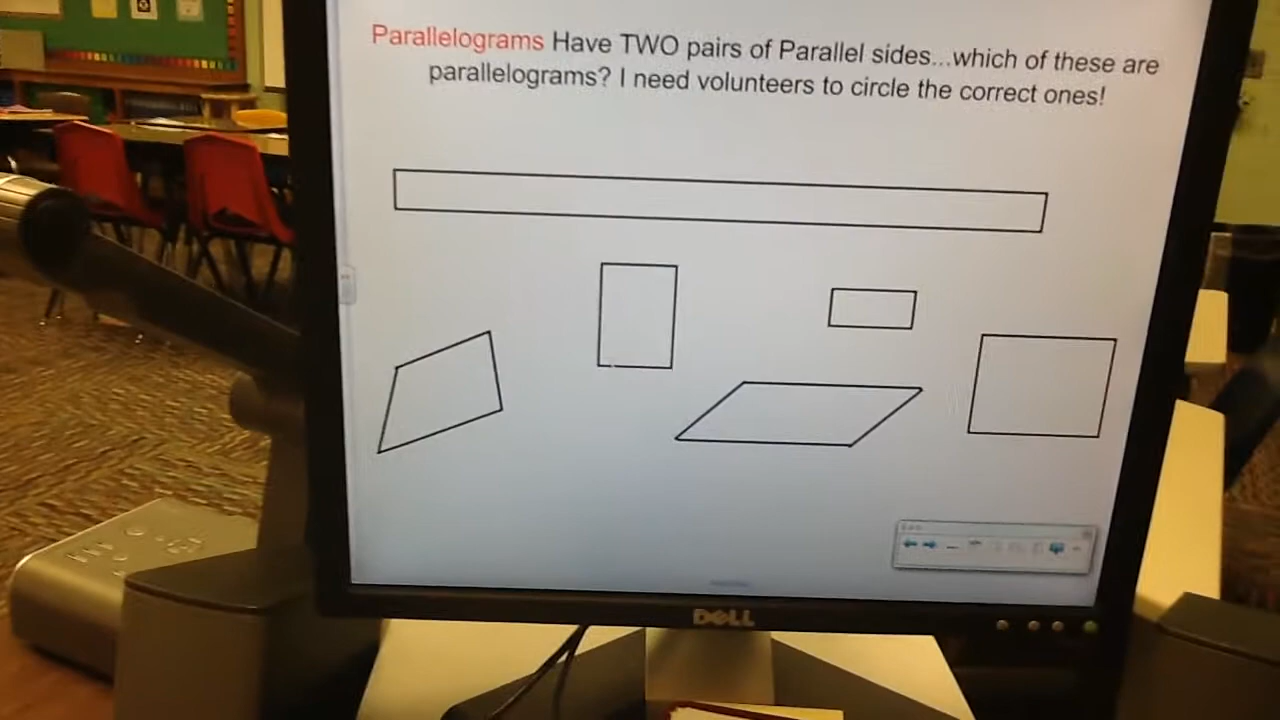 Parallelograms Have TWO pairs of Parallel sides...which of these are
parallelograms? I need volunteers to circle the correct ones!
DELL